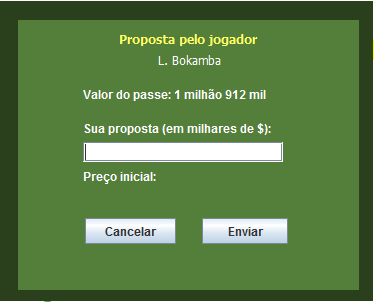 Proposta pelo jogador
L. Bokamba
Valor do passe: 1 milhão 912 mil
Sua proposta (em milhares de $):
Preço inicial:
Cancelar Enviar